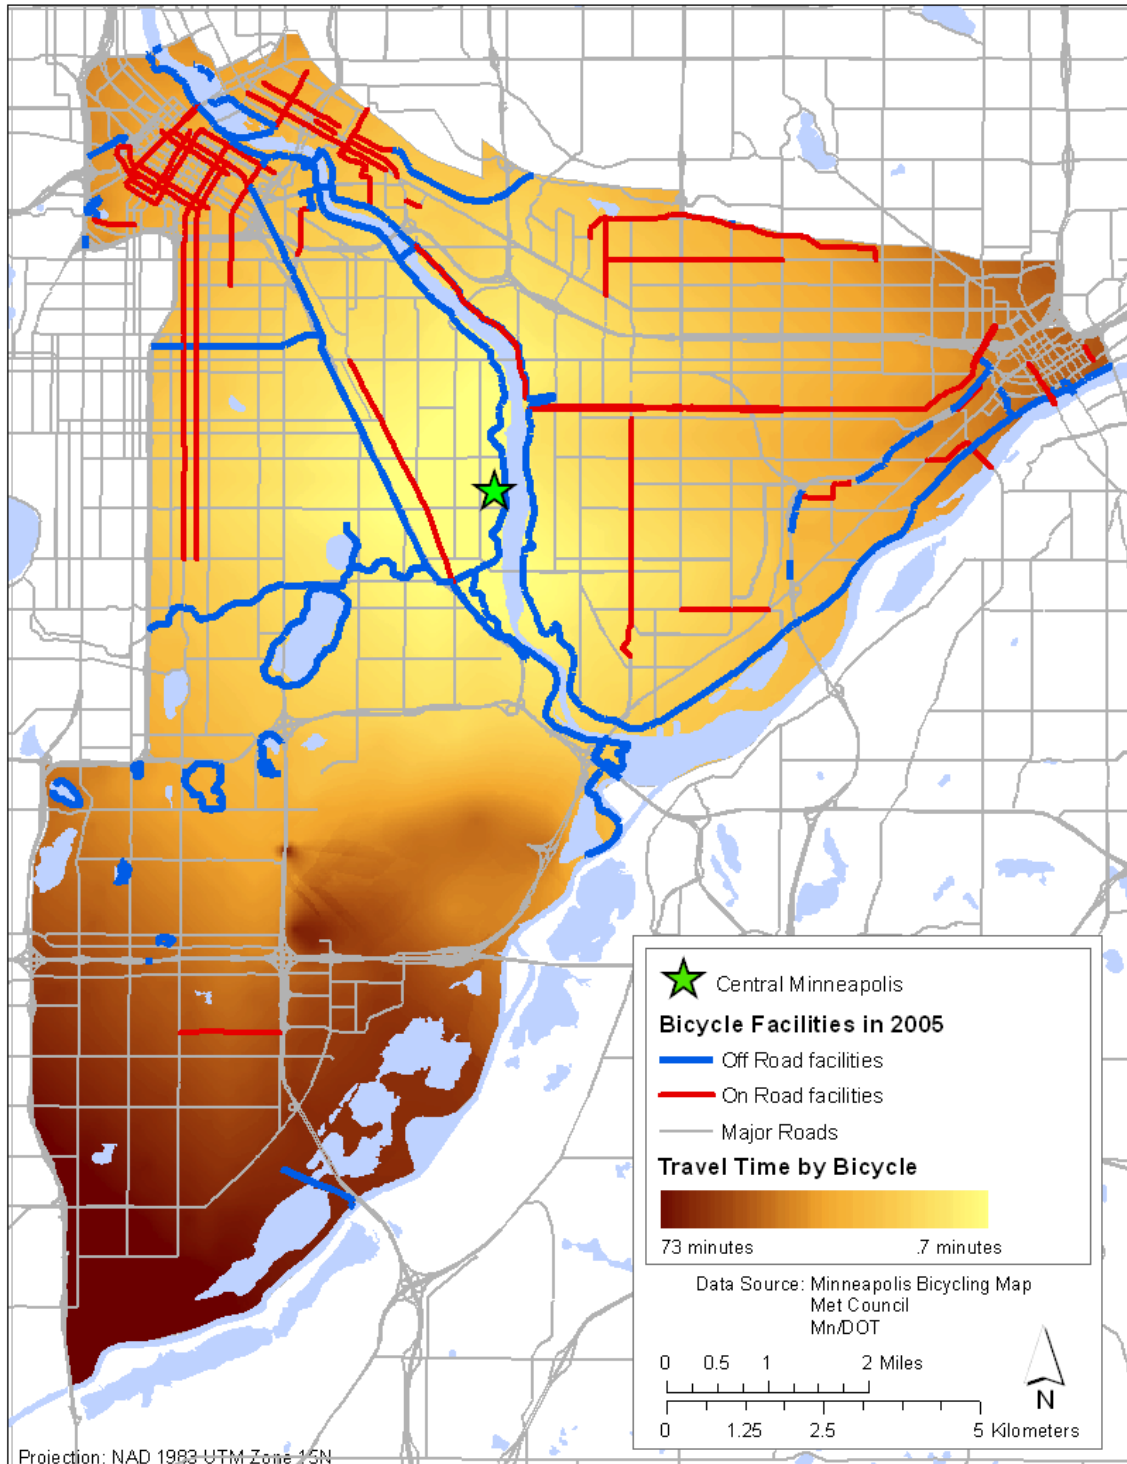 Central Minneapolis
Bicycle Facilities in 2005
Off Road facilities
On Road facilities
Major Roads
Travel Time by Bicycle
73 minutes .7 minutes
Data Source: Minneapolis Bicycling Map
Met Council
Mn/DOT
0 0.5 1 2 Miles
0 1.25 2.5 5 Kilometers
N
Projection: NAD 1983 UTM Zone 15N